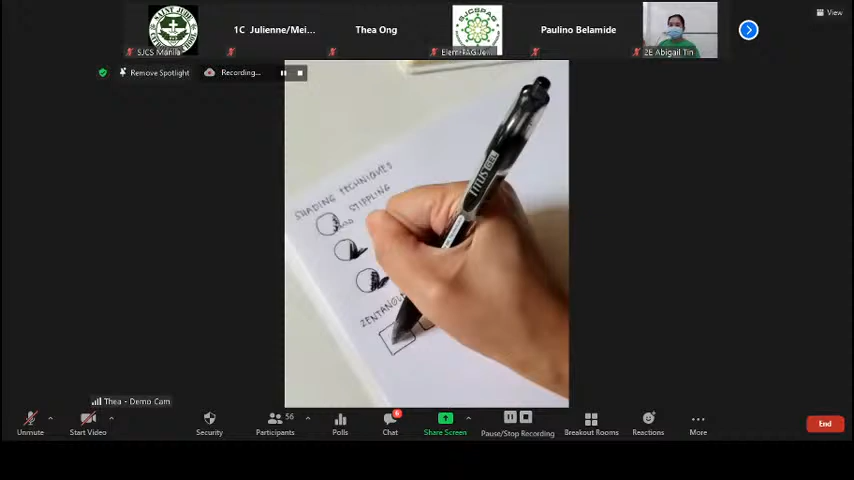 1C Julienne/Mei...
Thea Ong
Paulino Belamide
View
SJCS Manila
2E Abigail Tin
Remove Spotlight
Recording...
TITUS GEL
SHADING TECHNIQUES
STIPPLING
ZENTANGLE
Thea - Demo Cam
Unmute
Start Video
Security
56
Participants
Polls
6
Chat
Share Screen
Pause/Stop Recording
Breakout Rooms
Reactions
More
End